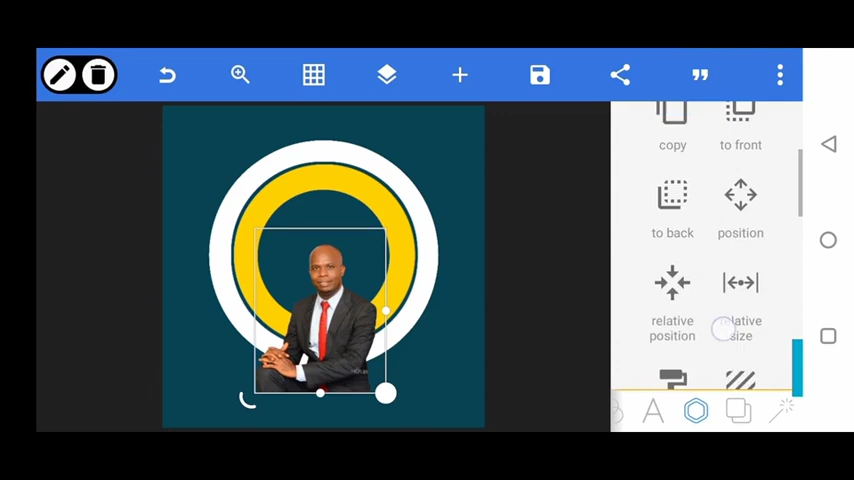 copy
to front
to back
position
relative
position
relative
size